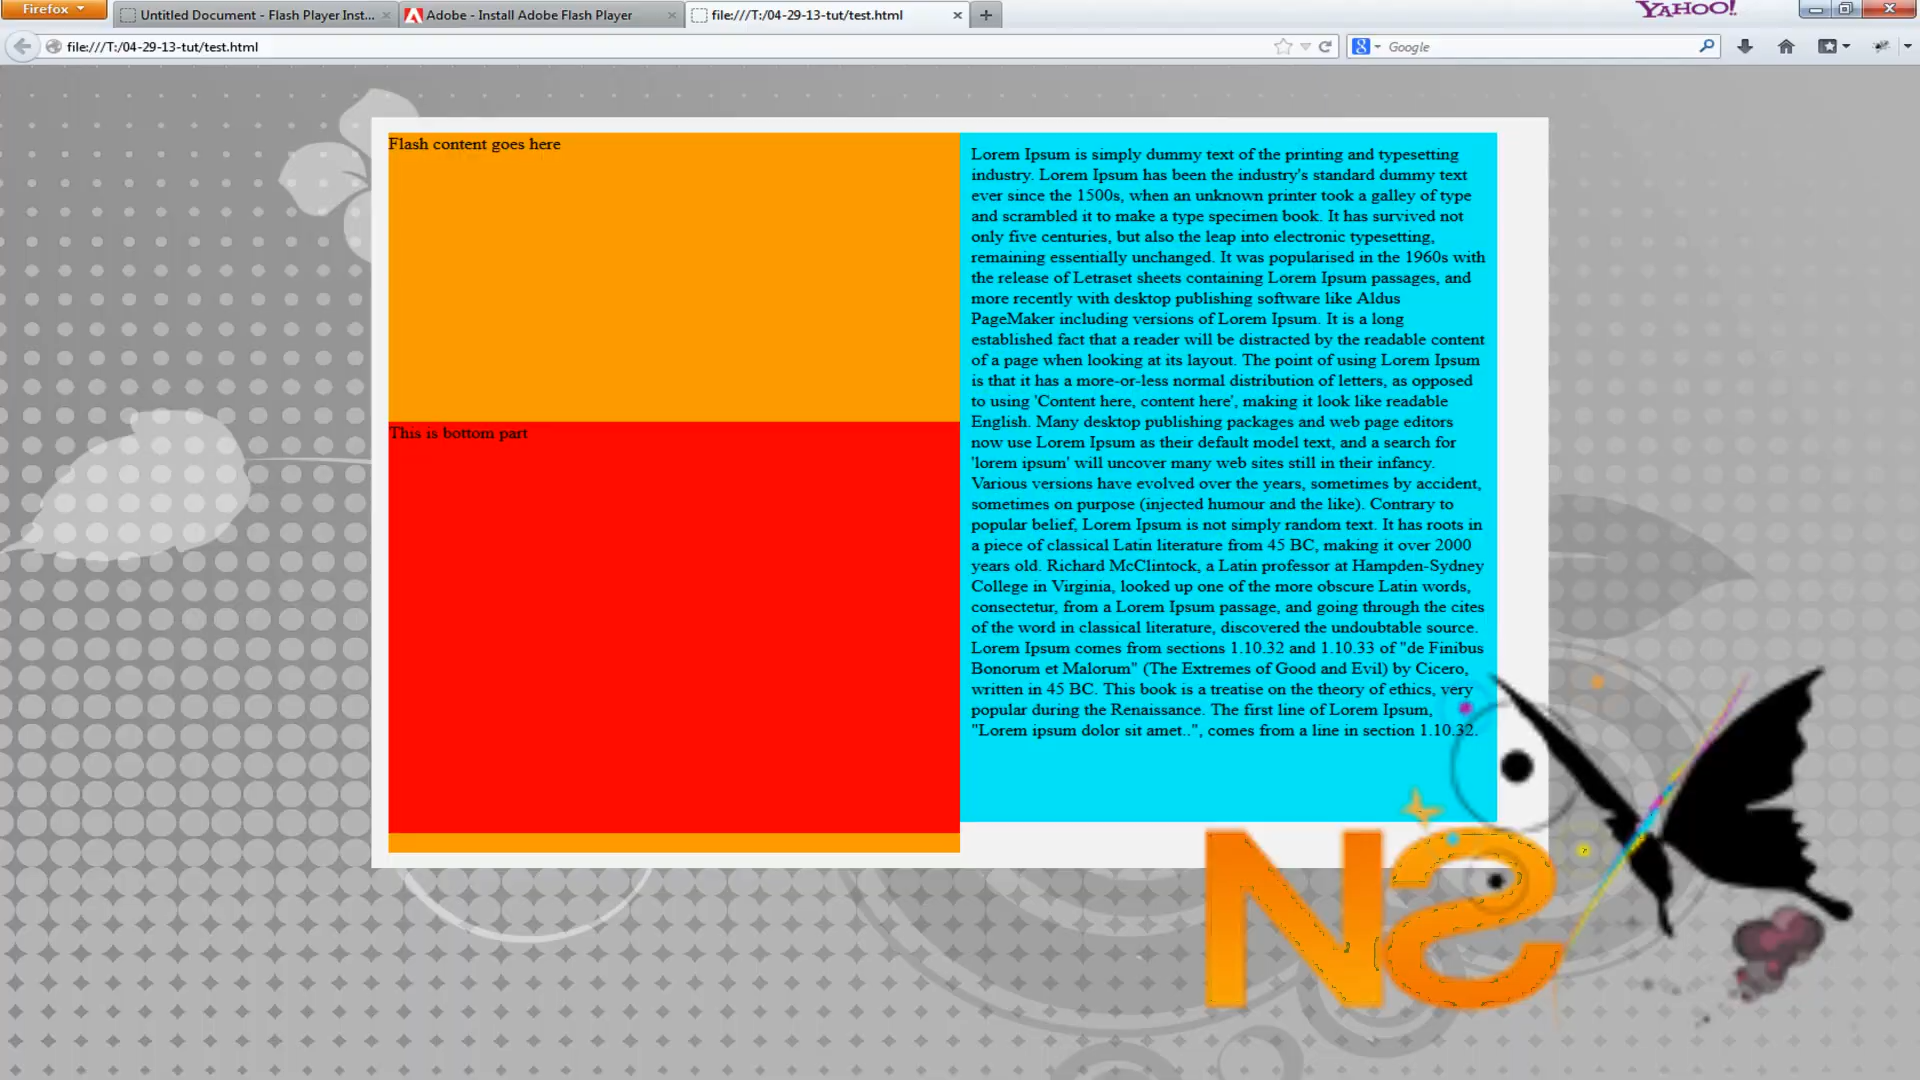 Firefox
Untitled Document - Flash Player Inst...
Adobe - Install Adobe Flash Player
file:///T:/04-29-13-tut/test.html
YAHOO!
file:///T:/04-29-13-tut/test.html
Google
Flash content goes here
This is bottom part
Lorem Ipsum is simply dummy text of the printing and typesetting
industry. Lorem Ipsum has been the industry's standard dummy text
ever since the 1500s, when an unknown printer took a galley of type
and scrambled it to make a type specimen book. It has survived not
only five centuries, but also the leap into electronic typesetting,
remaining essentially unchanged. It was popularised in the 1960s with
the release of Letraset sheets containing Lorem Ipsum passages, and
more recently with desktop publishing software like Aldus
PageMaker including versions of Lorem Ipsum. It is a long
established fact that a reader will be distracted by the readable content
of a page when looking at its layout. The point of using Lorem Ipsum
is that it has a more-or-less normal distribution of letters, as opposed
to using 'Content here, content here', making it look like readable
English. Many desktop publishing packages and web page editors
now use Lorem Ipsum as their default model text, and a search for
'lorem ipsum' will uncover many web sites still in their infancy.
Various versions have evolved over the years, sometimes by accident,
sometimes on purpose (injected humour and the like). Contrary to
popular belief, Lorem Ipsum is not simply random text. It has roots in
a piece of classical Latin literature from 45 BC, making it over 2000
years old. Richard McClintock, a Latin professor at Hampden-Sydney
College in Virginia, looked up one of the more obscure Latin words,
consectetur, from a Lorem Ipsum passage, and going through the cites
of the word in classical literature, discovered the undoubtable source.
Lorem Ipsum comes from sections 1.10.32 and 1.10.33 of "de Finibus
Bonorum et Malorum" (The Extremes of Good and Evil) by Cicero,
written in 45 BC. This book is a treatise on the theory of ethics, very
popular during the Renaissance. The first line of Lorem Ipsum,
"Lorem ipsum dolor sit amet..", comes from a line in section 1.10.32.
NS